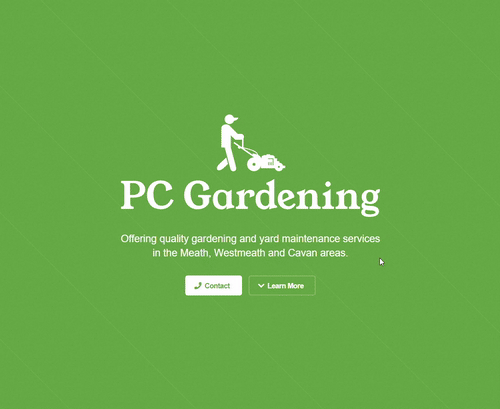 PC Gardening
Offering quality gardening and yard maintenance services
in the Meath, Westmeath and Cavan areas.
Contact
Learn More